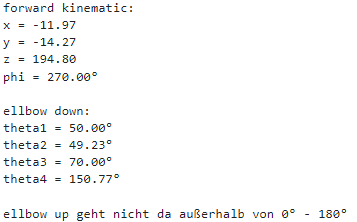 forward kinematic:
x = -11.97
y = -14.27
z = 194.80
phi = 270.00°
ellbow down:
theta1 = 50.00°
theta2 = 49.23°
theta3 = 70.00°
theta4 = 150.77°
ellbow up geht nicht da außerhalb von 0° - 180°